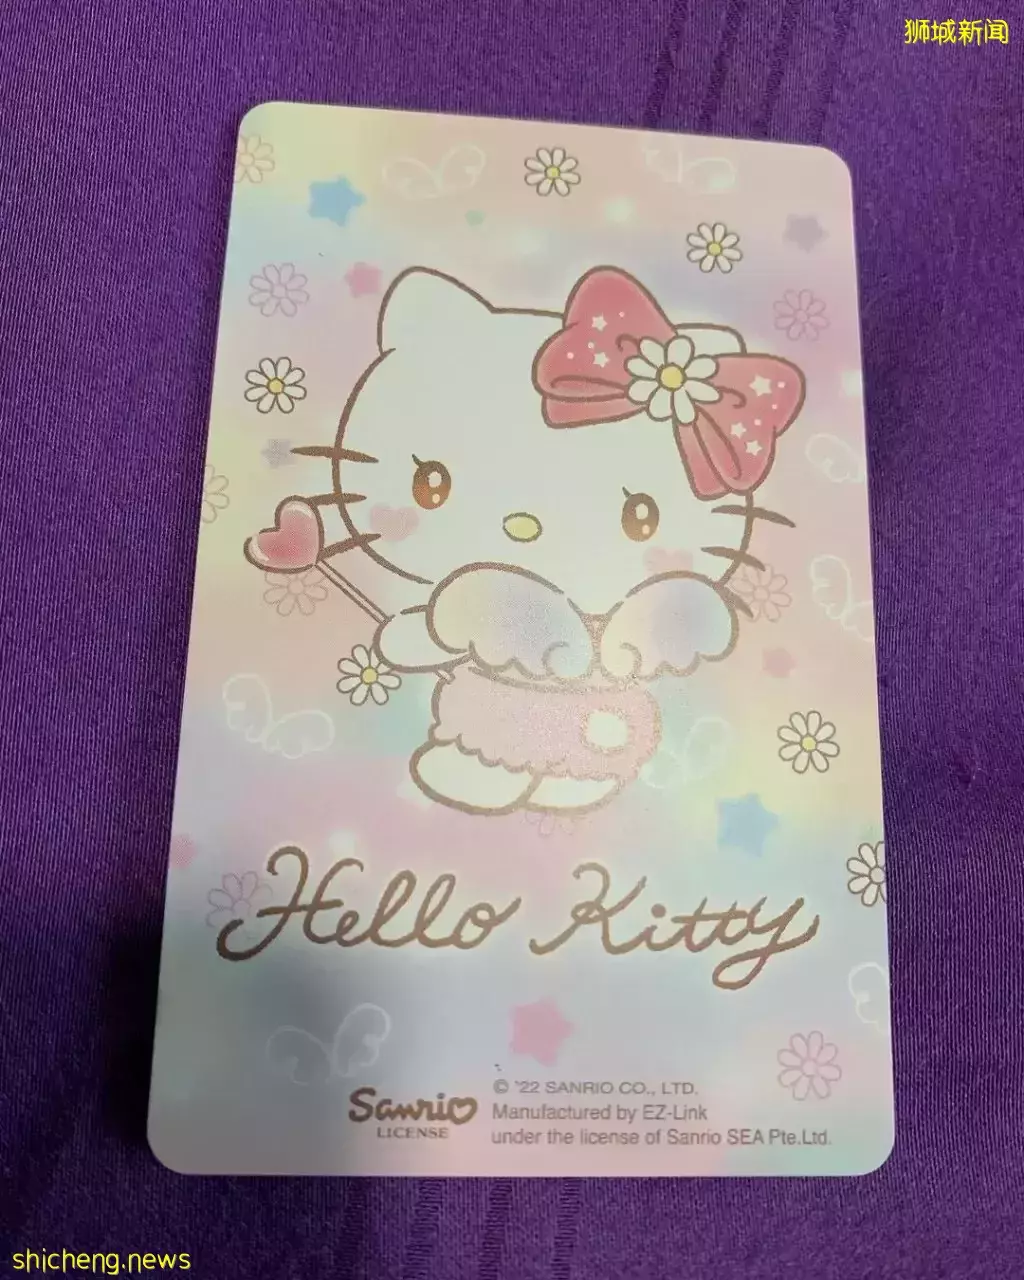 狮城新闻
Hello Kitty
Sanrio
LICENSE
© '22 SANRIO CO., LTD.
Manufactured by EZ-Link
under the license of Sanrio SEA Pte.Ltd.
shicheng.news